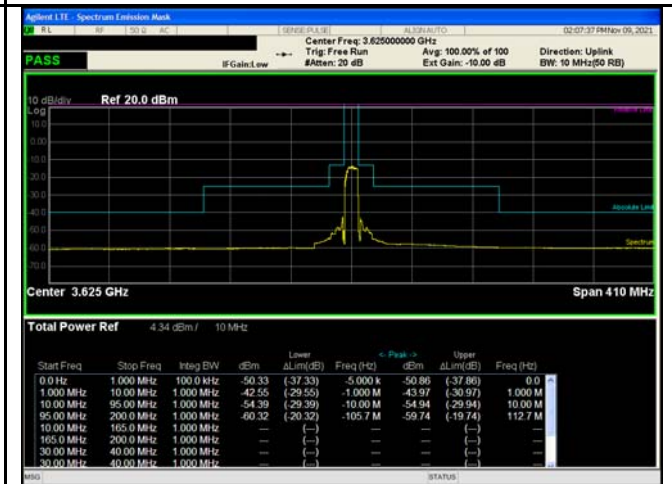 Agilent LTE - Spectrum Emission Mask
RL RF 50 Ω AC SENSE:PULSE ALIGNAUTO 02:07:37 PM Nov 09, 2021
Center Freq: 3.625000000 GHz
PASS Trig: Free Run Avg: 100.00% of 100 Direction: Uplink
IFGain:Low #Atten: 20 dB Ext Gain: -10.00 dB BW: 10 MHz(50 RB)
10 dB/div Ref 20.0 dBm
Log
10.0
0.00
10.0
20.0
30.0
40.0
Absolute Limit
50.0
Spectrum
60.0
70.0
Center 3.625 GHz Span 410 MHz
Total Power Ref 4.34 dBm / 10 MHz
Lower <- Peak -> Upper
Start Freq Stop Freq Integ BW dBm ΔLim(dB) Freq (Hz) dBm ΔLim(dB) Freq (Hz)
0.0 Hz 1.000 MHz 100.0 kHz -50.33 (-37.33) -5.000 k -50.86 (-37.86) 0.0
1.000 MHz 10.00 MHz 1.000 MHz -42.55 (-29.55) -1.000 M -43.97 (-30.97) 1.000 M
10.00 MHz 95.00 MHz 1.000 MHz -54.39 (-29.39) -10.00 M -54.94 (-29.94) 10.00 M
95.00 MHz 200.0 MHz 1.000 MHz -60.32 (-20.32) -105.7 M -59.74 (-19.74) 112.7 M
10.00 MHz 165.0 MHz 1.000 MHz --- (---) --- --- (---) ---
165.0 MHz 200.0 MHz 1.000 MHz --- (---) --- --- (---) ---
30.00 MHz 40.00 MHz 1.000 MHz --- (---) --- --- (---) ---
30.00 MHz 40.00 MHz 1.000 MHz --- (---) --- --- (---) ---
MSG STATUS